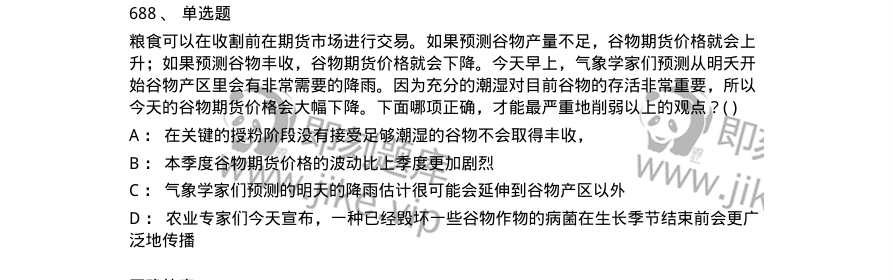 688 、 单选题
粮食可以在收割前在期货市场进行交易。如果预测谷物产量不足，谷物期货价格就会上
升；如果预测谷物丰收，谷物期货价格就会下降。今天早上，气象学家们预测从明天开
始谷物产区里会有非常需要的降雨。因为充分的潮湿对目前谷物的存活非常重要，所以
今天的谷物期货价格会大幅下降。下面哪项正确，才能最严重地削弱以上的观点？( )
A ： 在关键的授粉阶段没有接受足够潮湿的谷物不会取得丰收，
B ： 本季度谷物期货价格的波动比上季度更加剧烈
C ： 气象学家们预测的明天的降雨估计很可能会延伸到谷物产区以外
D ： 农业专家们今天宣布，一种已经毁坏一些谷物作物的病菌在生长季节结束前会更广
泛地传播
即刻题库
www.jike.vip
即刻
www.jik